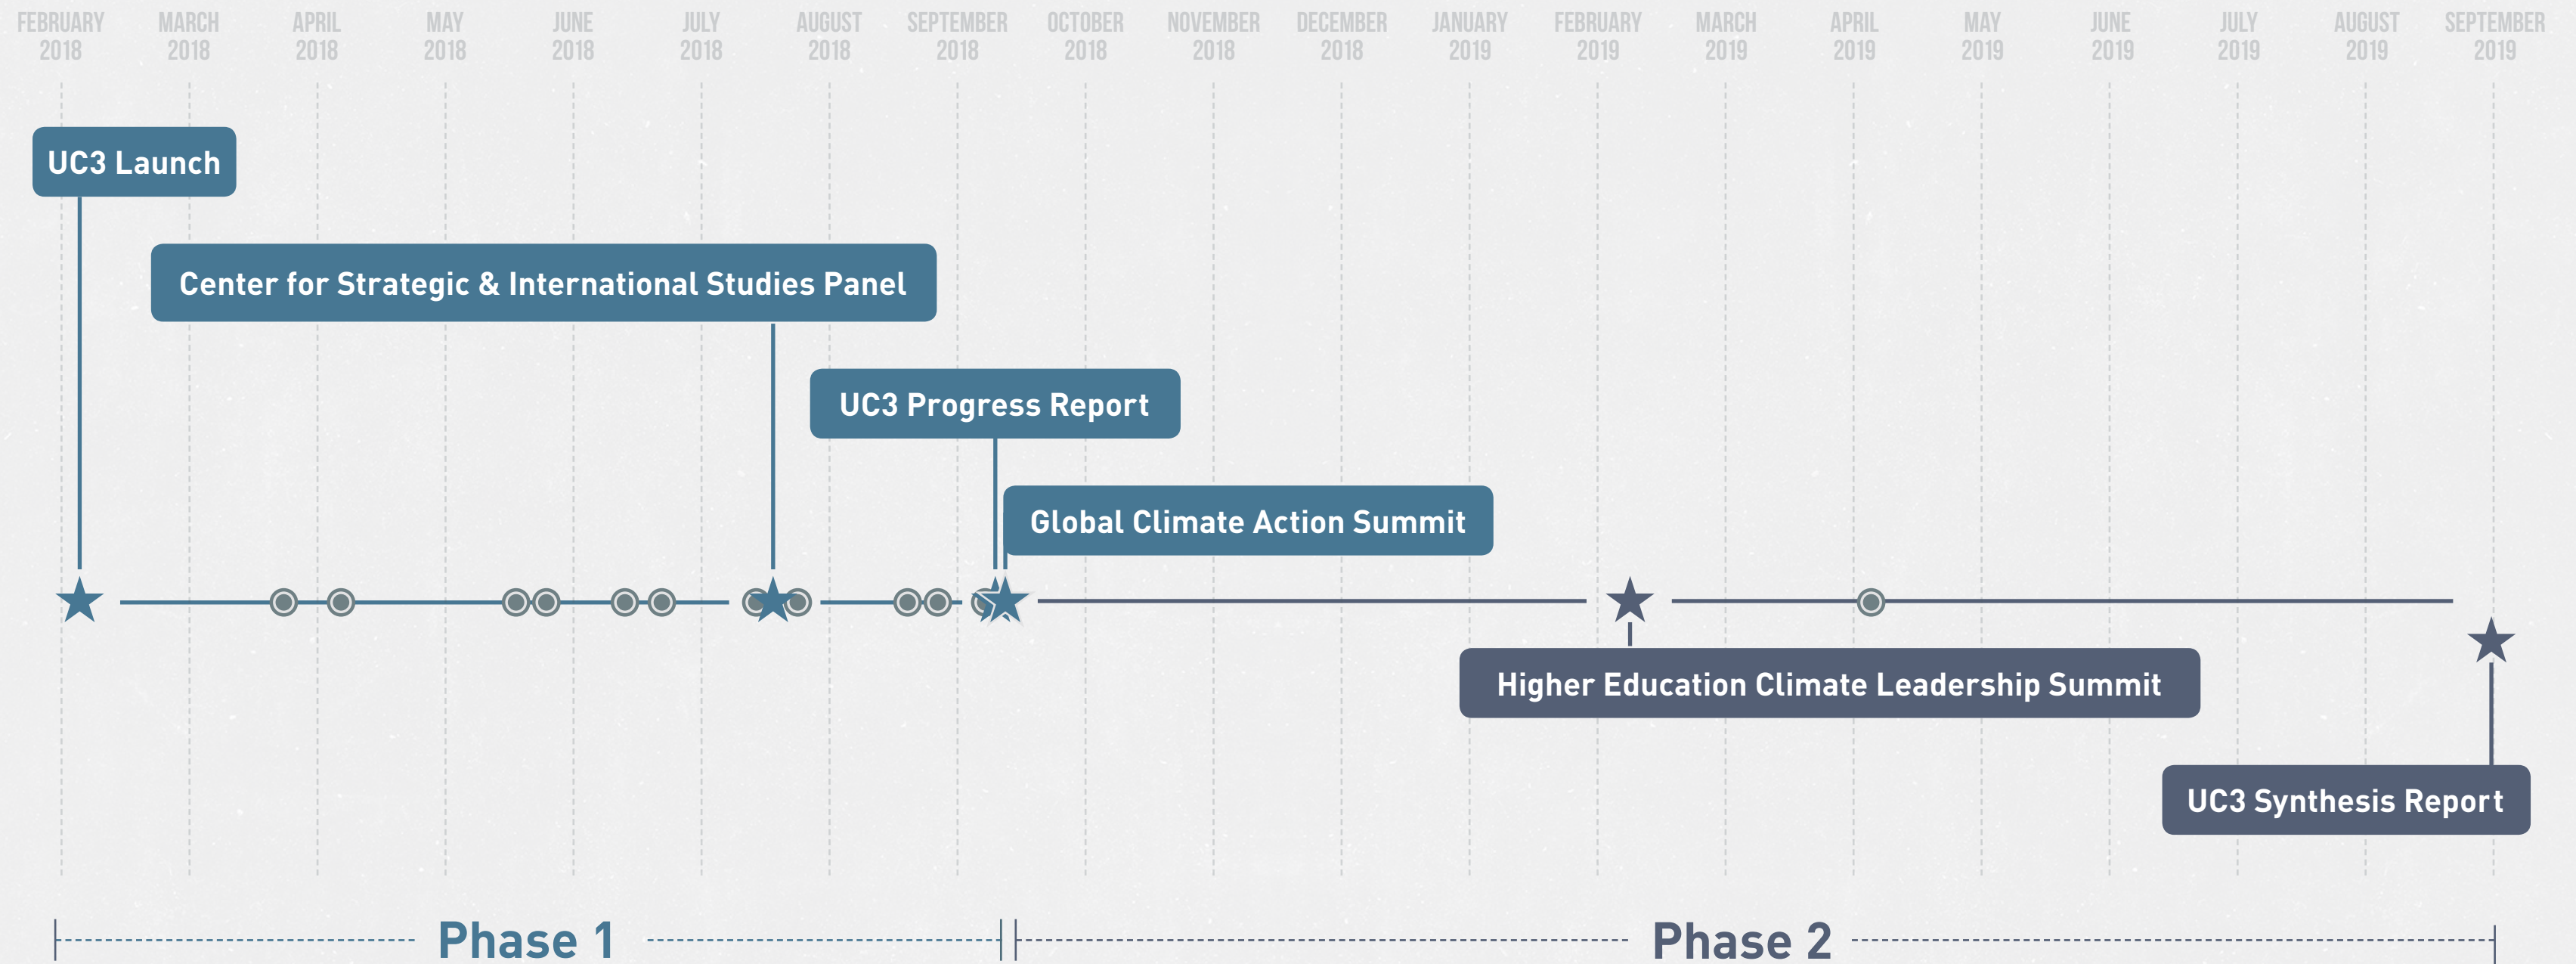 FEBRUARY 2018
MARCH 2018
APRIL 2018
MAY 2018
JUNE 2018
JULY 2018
AUGUST 2018
SEPTEMBER 2018
OCTOBER 2018
NOVEMBER 2018
DECEMBER 2018
JANUARY 2019
FEBRUARY 2019
MARCH 2019
APRIL 2019
MAY 2019
JUNE 2019
JULY 2019
AUGUST 2019
SEPTEMBER 2019
UC3 Launch
Center for Strategic & International Studies Panel
UC3 Progress Report
Global Climate Action Summit
Higher Education Climate Leadership Summit
UC3 Synthesis Report
Phase 1
Phase 2